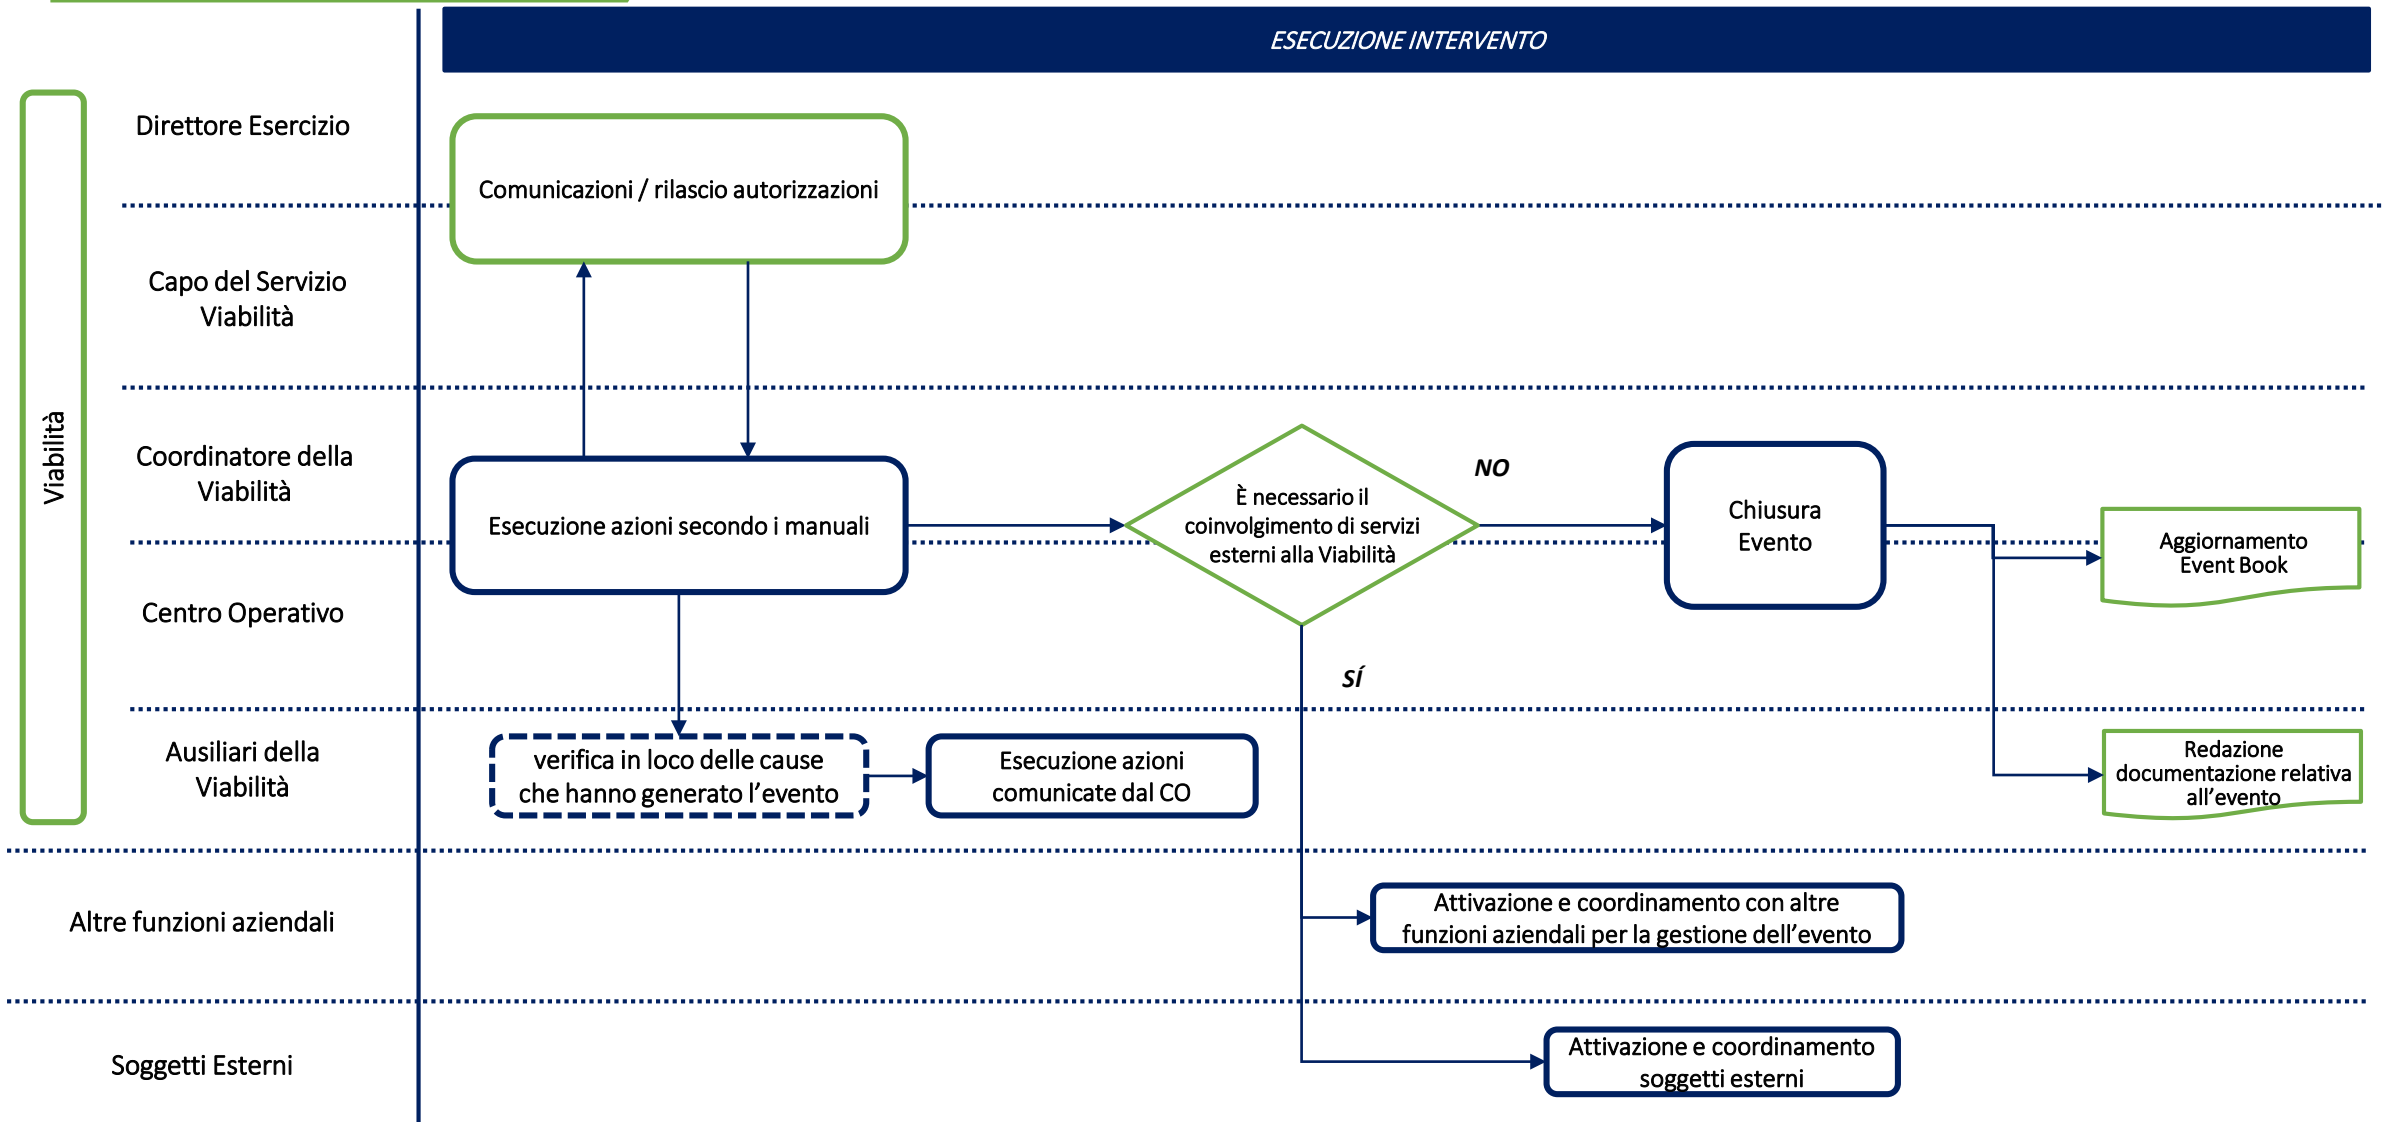 ESECUZIONE INTERVENTO
Viabilità
Direttore Esercizio
Comunicazioni / rilascio autorizzazioni
Capo del Servizio
Viabilità
Coordinatore della
Viabilità
Esecuzione azioni secondo i manuali
È necessario il
coinvolgimento di servizi
esterni alla Viabilità
NO
SÍ
Chiusura
Evento
Aggiornamento
Event Book
Centro Operativo
Ausiliari della
Viabilità
verifica in loco delle cause
che hanno generato l’evento
Esecuzione azioni
comunicate dal CO
Redazione
documentazione relativa
all’evento
Altre funzioni aziendali
Attivazione e coordinamento con altre
funzioni aziendali per la gestione dell’evento
Soggetti Esterni
Attivazione e coordinamento
soggetti esterni